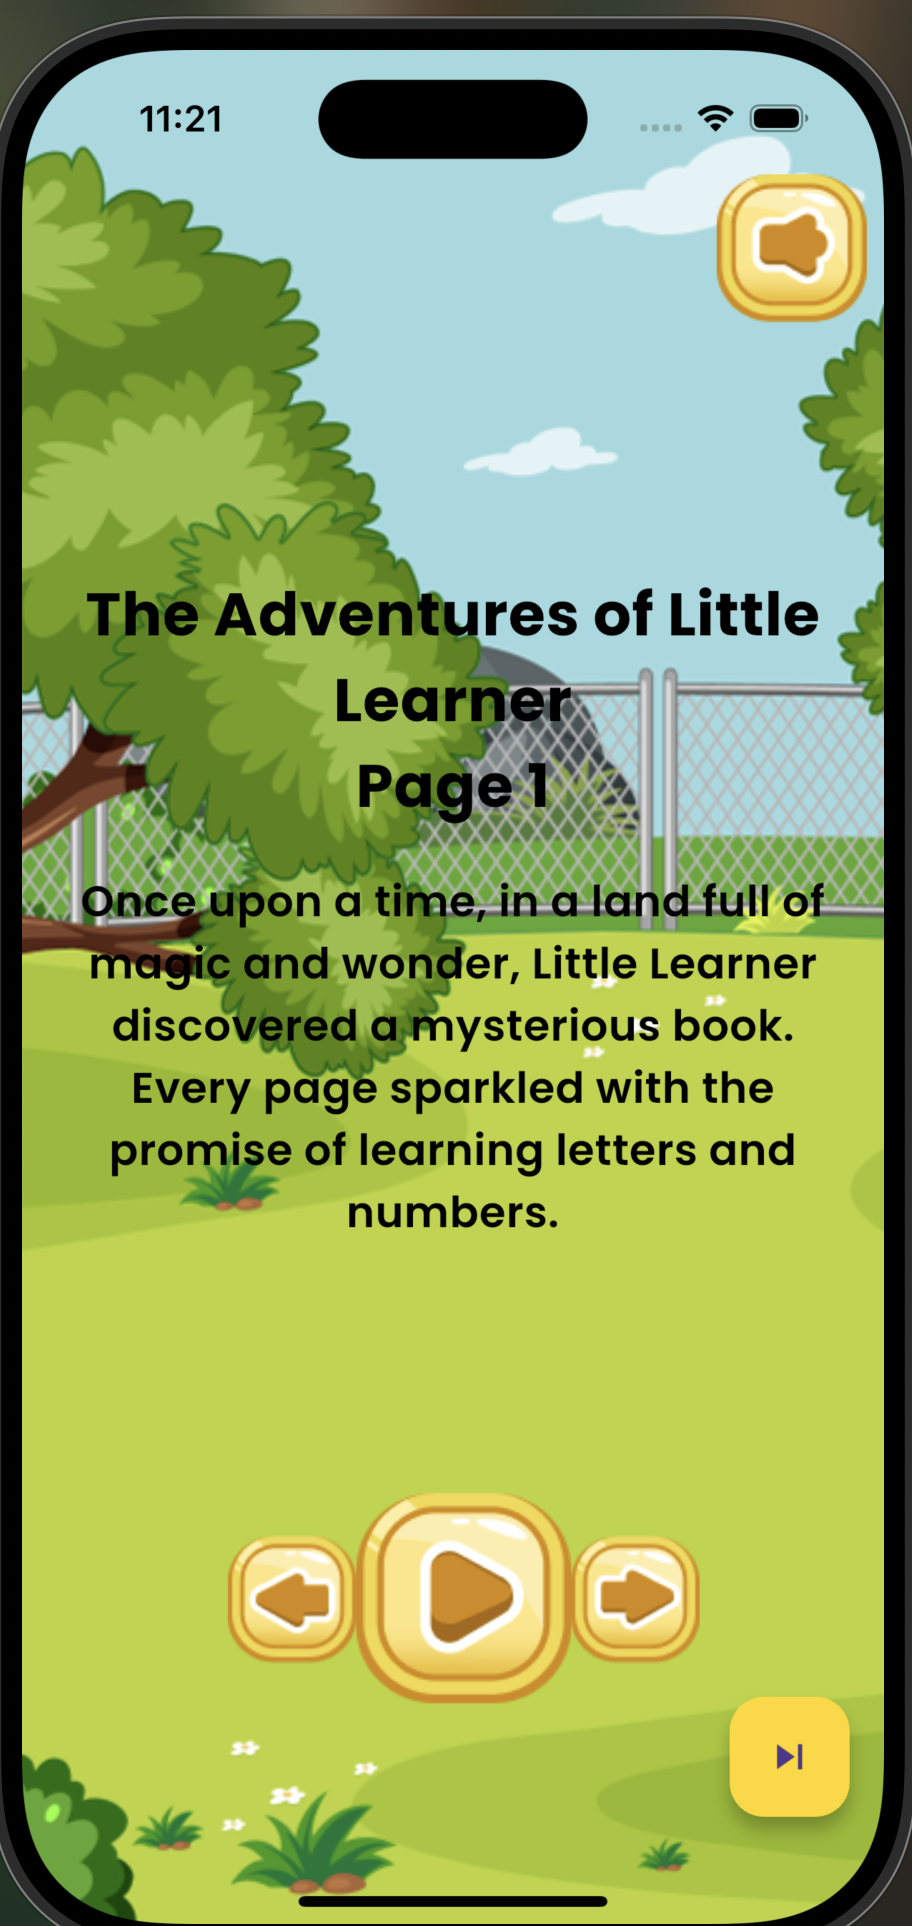 11:21
The Adventures of Little
Learner
Page 1
Once upon a time, in a land full of
magic and wonder, Little Learner
discovered a mysterious book.
Every page sparkled with the
promise of learning letters and
numbers.